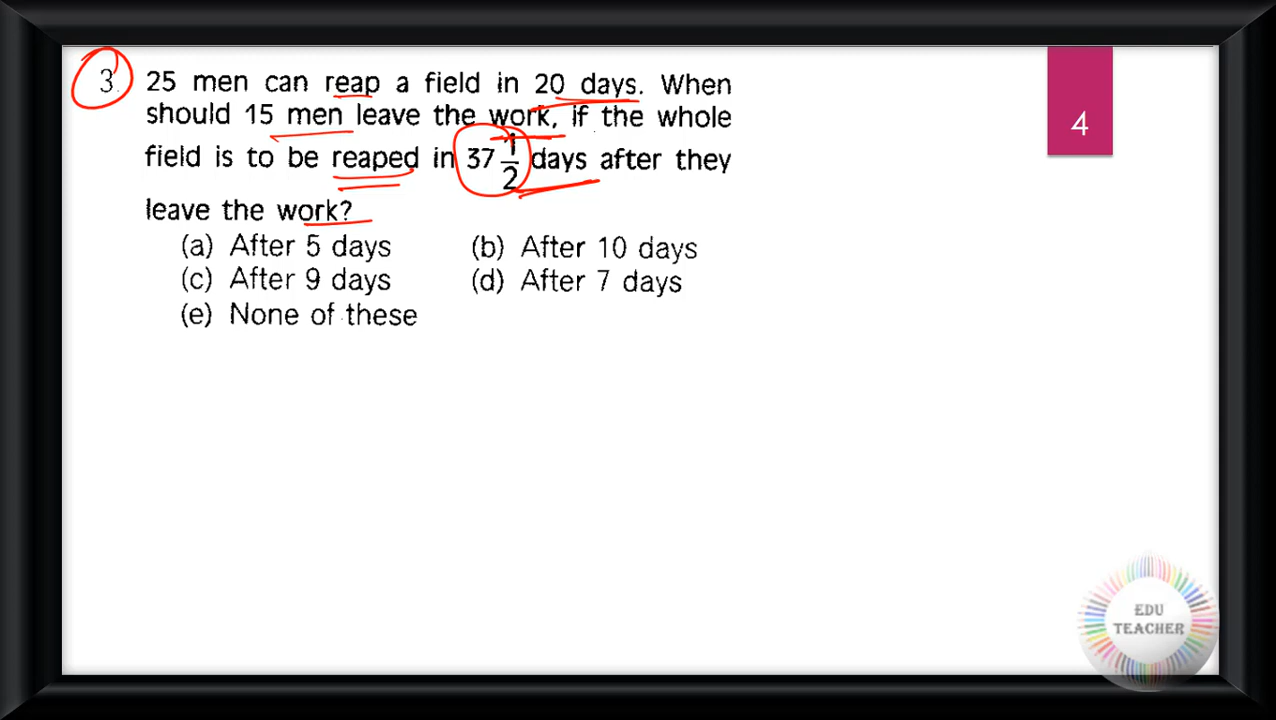 3. 25 men can reap a field in 20 days. When
should 15 men leave the work, if the whole
field is to be reaped in 37 1/2 days after they
leave the work?
(a) After 5 days (b) After 10 days
(c) After 9 days (d) After 7 days
(e) None of these
4
EDU
TEACHER